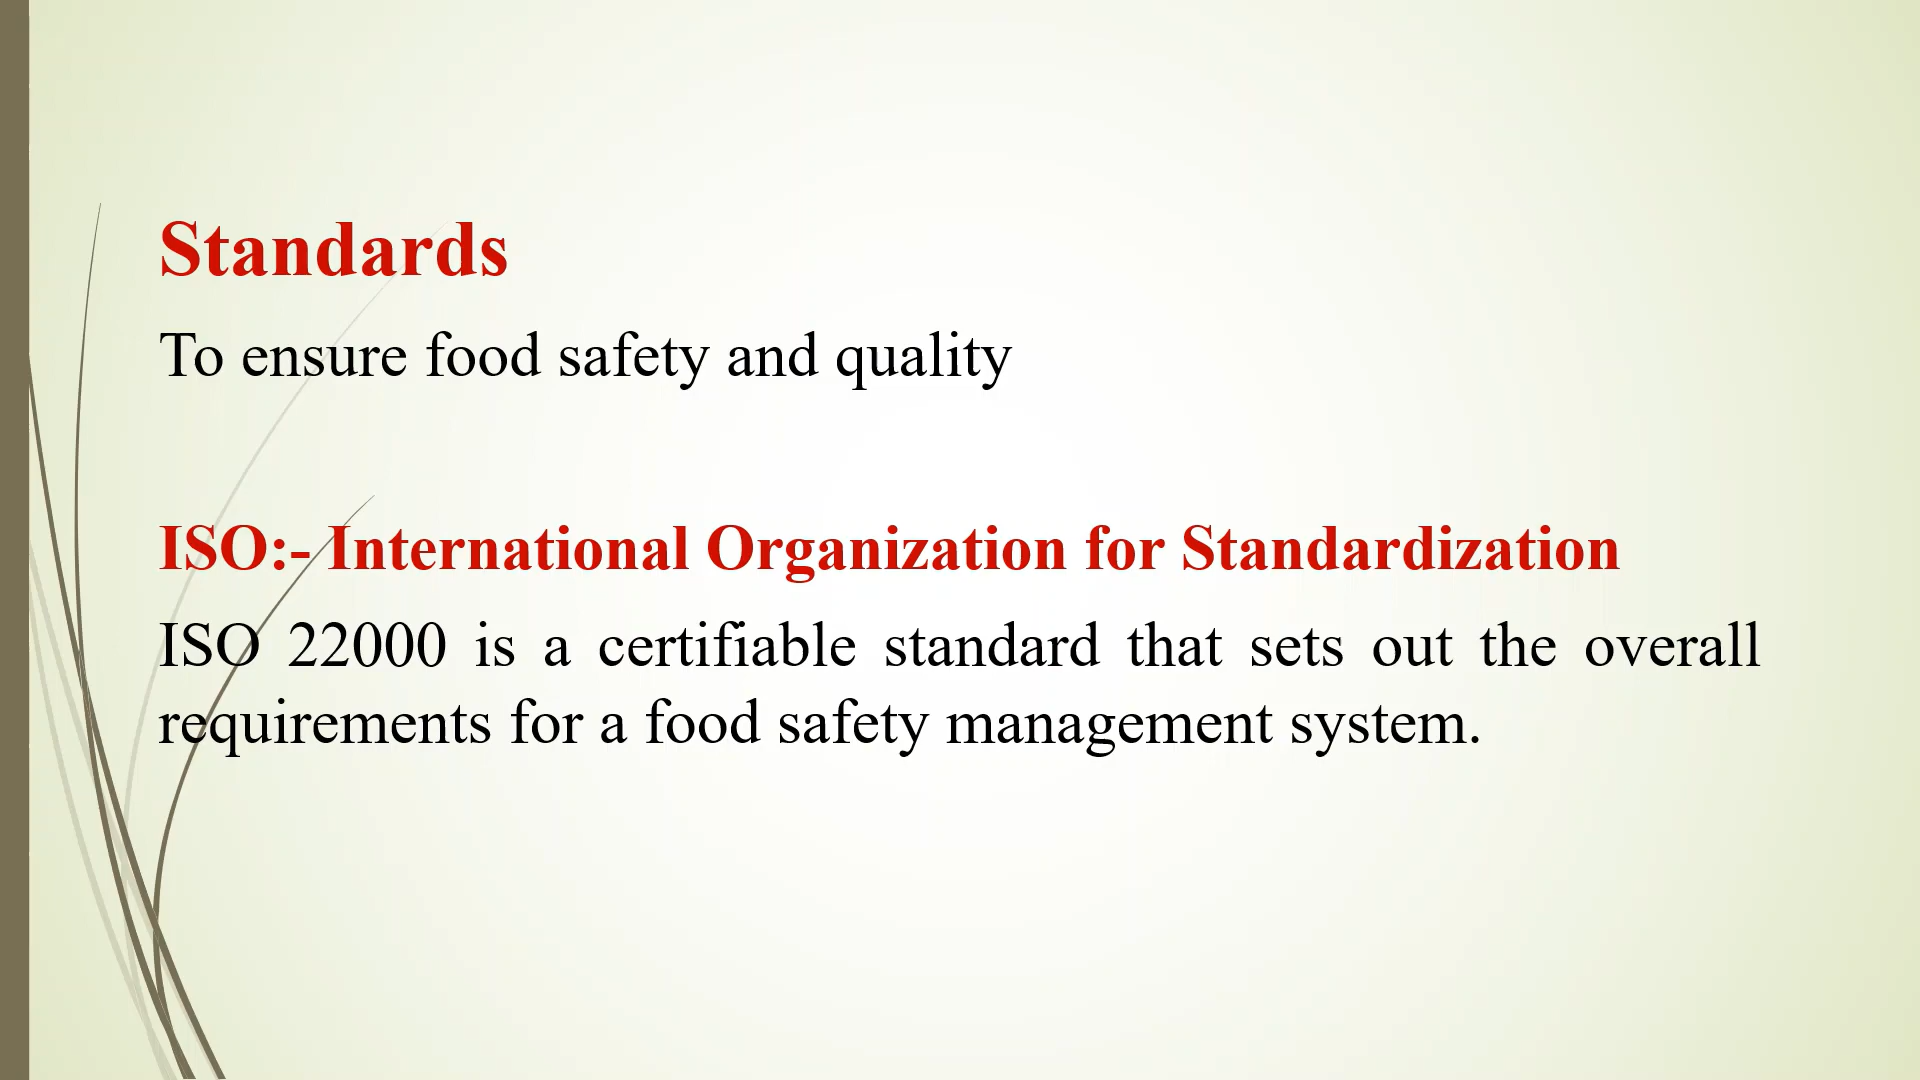 Standards
To ensure food safety and quality
ISO:- International Organization for Standardization
ISO 22000 is a certifiable standard that sets out the overall
requirements for a food safety management system.